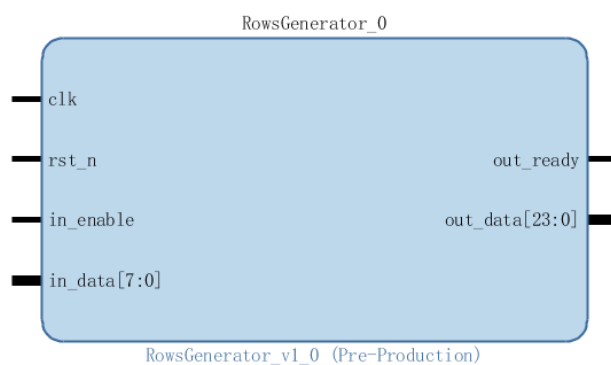 RowsGenerator_0
clk
rst_n
out_ready
in_enable
out_data[23:0]
in_data[7:0]
RowsGenerator_v1_0 (Pre-Production)